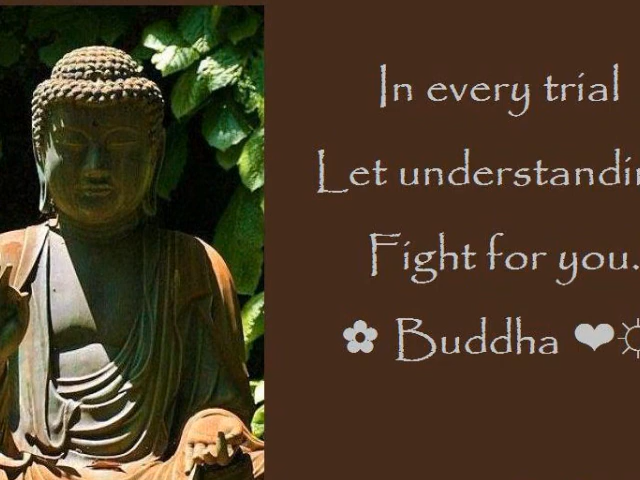 In every trial
Let understandin
Fight for you.
✿ Buddha ❤☼